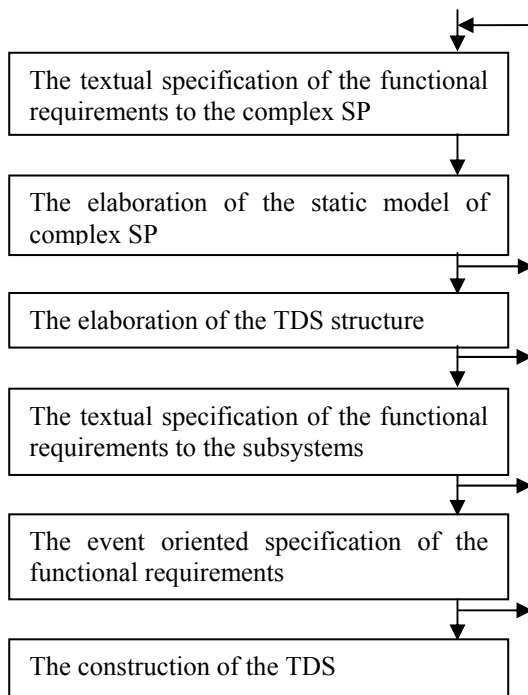 The textual specification of the functional
requirements to the complex SP
The elaboration of the static model of
complex SP
The elaboration of the TDS structure
The textual specification of the functional
requirements to the subsystems
The event oriented specification of the
functional requirements
The construction of the TDS